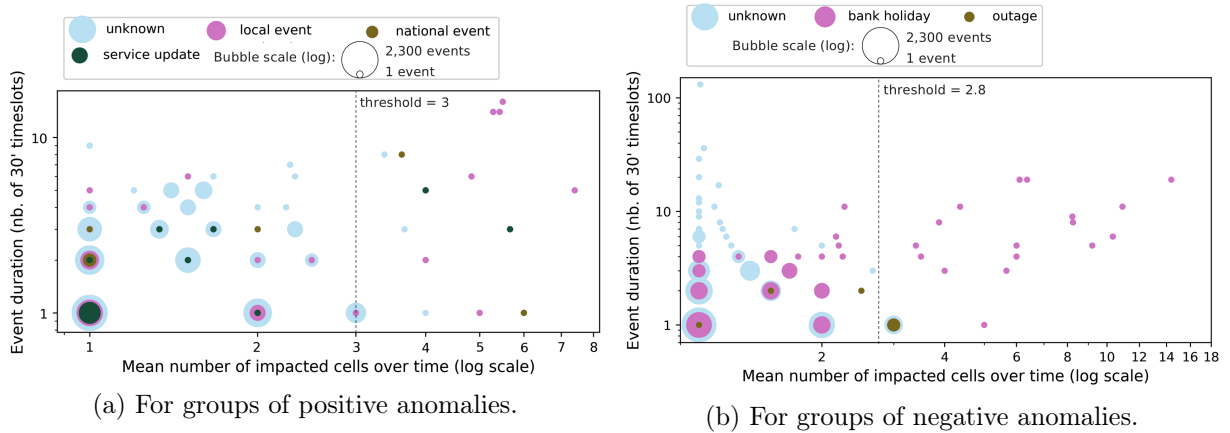 unknown
local event
national event
service update
Bubble scale (log):
2,300 events
1 event
threshold = 3
Event duration (nb. of 30' timeslots)
10
1
1
2
3
4
5
6
7
8
Mean number of impacted cells over time (log scale)
(a) For groups of positive anomalies.
unknown
bank holiday
outage
Bubble scale (log):
2,300 events
1 event
threshold = 2.8
Event duration (nb. of 30' timeslots)
100
10
1
2
4
6
8
10
12
14
16
18
Mean number of impacted cells over time (log scale)
(b) For groups of negative anomalies.